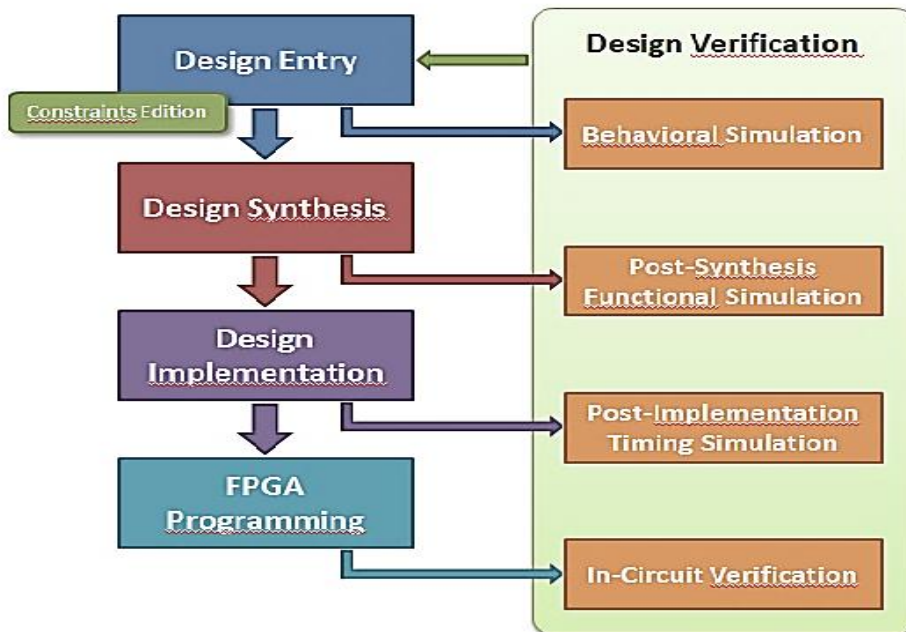 Design Entry
Constraints Edition
Design Synthesis
Design
Implementation
FPGA
Programming
Design Verification
Behavioral Simulation
Post-Synthesis
Functional Simulation
Post-Implementation
Timing Simulation
In-Circuit Verification